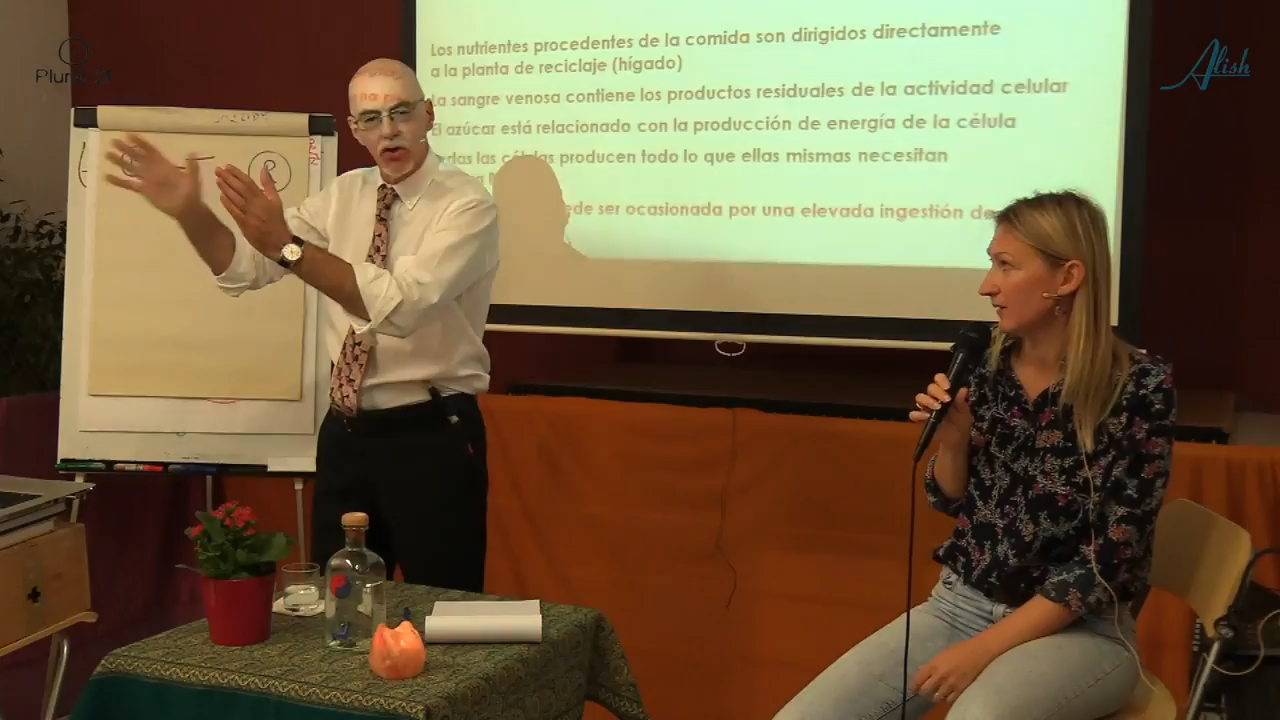 Los nutrientes procedentes de la comida son dirigidos directamente
a la planta de reciclaje (hígado)
La sangre venosa contiene los productos residuales de la actividad celular
El azúcar está relacionado con la producción de energía de la célula
las células producen todo lo que ellas mismas necesitan
ser ocasionada por una elevada ingestión de
R
Alish